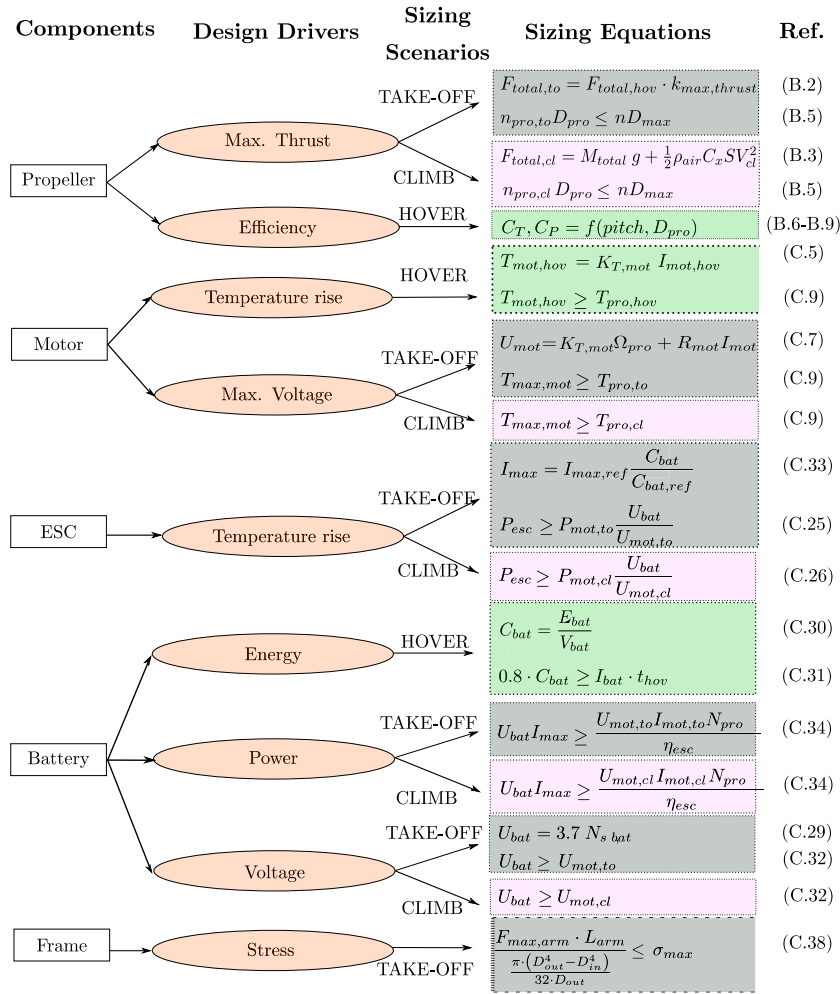 Components Design Drivers Sizing Scenarios Sizing Equations Ref.
TAKE-OFF F_{total,to} = F_{total,hov} · k_{max,thrust} (B.2)
n_{pro,to}D_{pro} ≤ nD_{max} (B.5)
Max. Thrust
F_{total,cl} = M_{total} g + \frac{1}{2}ρ_{air}C_xSV_{cl}^2 (B.3)
Propeller CLIMB
n_{pro,cl}D_{pro} ≤ nD_{max} (B.5)
Efficiency HOVER C_T, C_P = f(pitch, D_{pro}) (B.6-B.9)
T_{mot,hov} = K_{T,mot} I_{mot,hov} (C.5)
Temperature rise HOVER
T_{mot,hov} ≥ T_{pro,hov} (C.9)
Motor
U_{mot}=K_{T,mot}Ω_{pro} + R_{mot}I_{mot} (C.7)
TAKE-OFF
T_{max,mot} ≥ T_{pro,to} (C.9)
Max. Voltage
CLIMB T_{max,mot} ≥ T_{pro,cl} (C.9)
I_{max} = I_{max,ref}\frac{C_{bat}}{C_{bat,ref}} (C.33)
TAKE-OFF
ESC Temperature rise P_{esc} ≥ P_{mot,to}\frac{U_{bat}}{U_{mot,to}} (C.25)
CLIMB P_{esc} ≥ P_{mot,cl}\frac{U_{bat}}{U_{mot,cl}} (C.26)
C_{bat} = \frac{E_{bat}}{V_{bat}} (C.30)
Energy HOVER
0.8 · C_{bat} ≥ I_{bat} · t_{hov} (C.31)
TAKE-OFF U_{bat}I_{max} ≥ \frac{U_{mot,to}I_{mot,to}N_{pro}}{η_{esc}} (C.34)
Battery Power
CLIMB U_{bat}I_{max} ≥ \frac{U_{mot,cl}I_{mot,cl}N_{pro}}{η_{esc}} (C.34)
TAKE-OFF U_{bat} = 3.7 N_{s bat} (C.29)
U_{bat} ≥ U_{mot,to} (C.32)
Voltage
CLIMB U_{bat} ≥ U_{mot,cl} (C.32)
Frame Stress TAKE-OFF \frac{F_{max,arm} · L_{arm}}{\frac{π·(D_{out}^4−D_{in}^4)}{32·D_{out}}} ≤ σ_{max} (C.38)